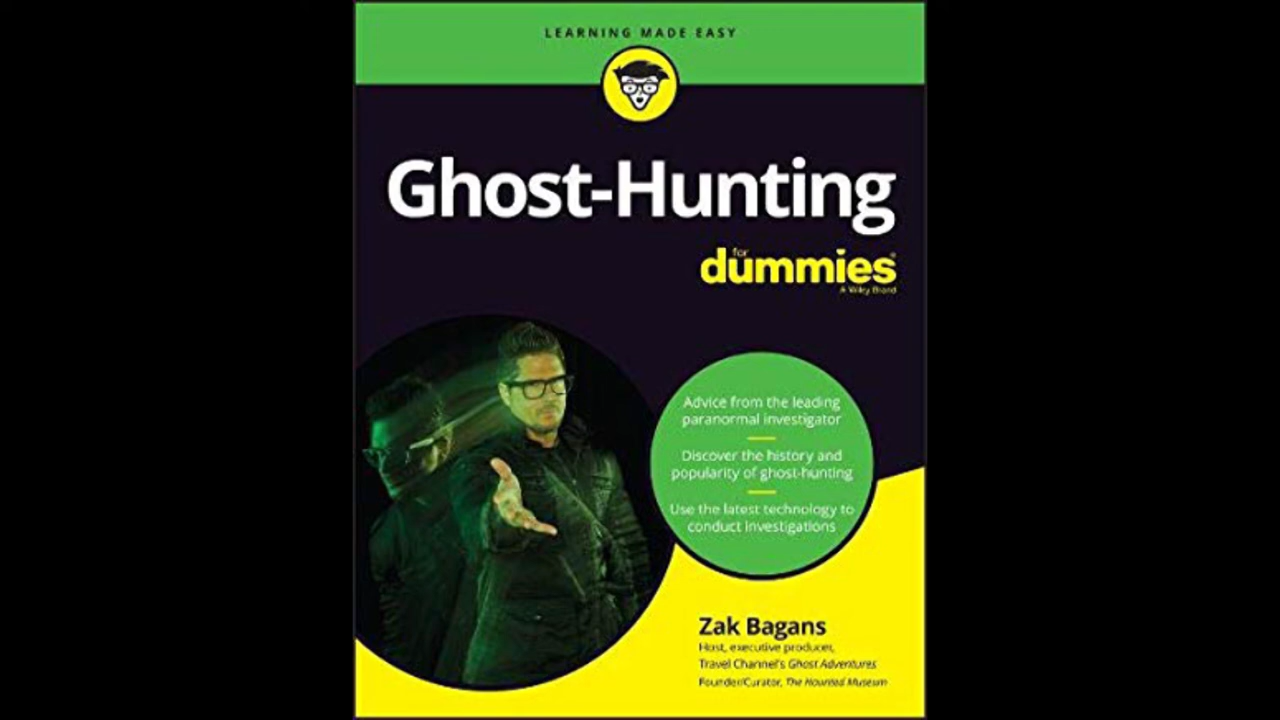 LEARNING MADE EASY
Ghost-Hunting
for
dummies®
A Wiley Brand
Advice from the leading
paranormal investigator
Discover the history and
popularity of ghost-hunting
Use the latest technology to
conduct investigations
Zak Bagans
Host, executive producer,
Travel Channel's Ghost Adventures
Founder/Curator, The Haunted Museum